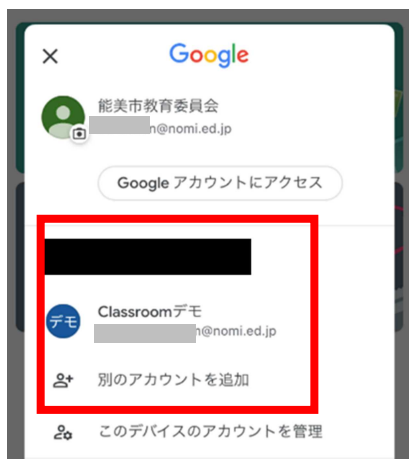 Google
能美市教育委員会
n@nomi.ed.jp
Google アカウントにアクセス
デモ
Classroomデモ
n@nomi.ed.jp
別のアカウントを追加
このデバイスのアカウントを管理